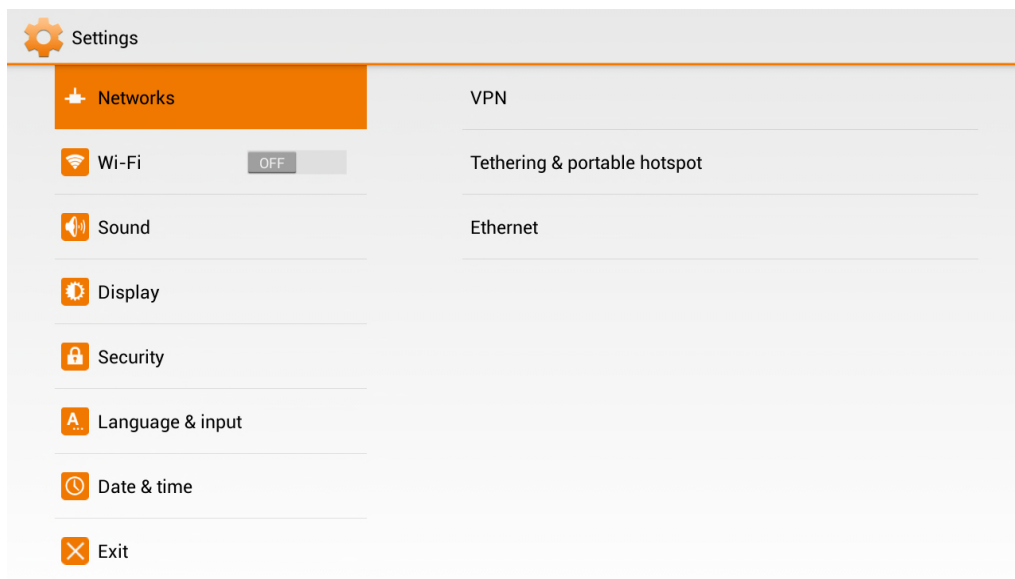 Settings
Networks
VPN
Wi-Fi
OFF
Tethering & portable hotspot
Sound
Ethernet
Display
Security
A...
Language & input
Date & time
Exit